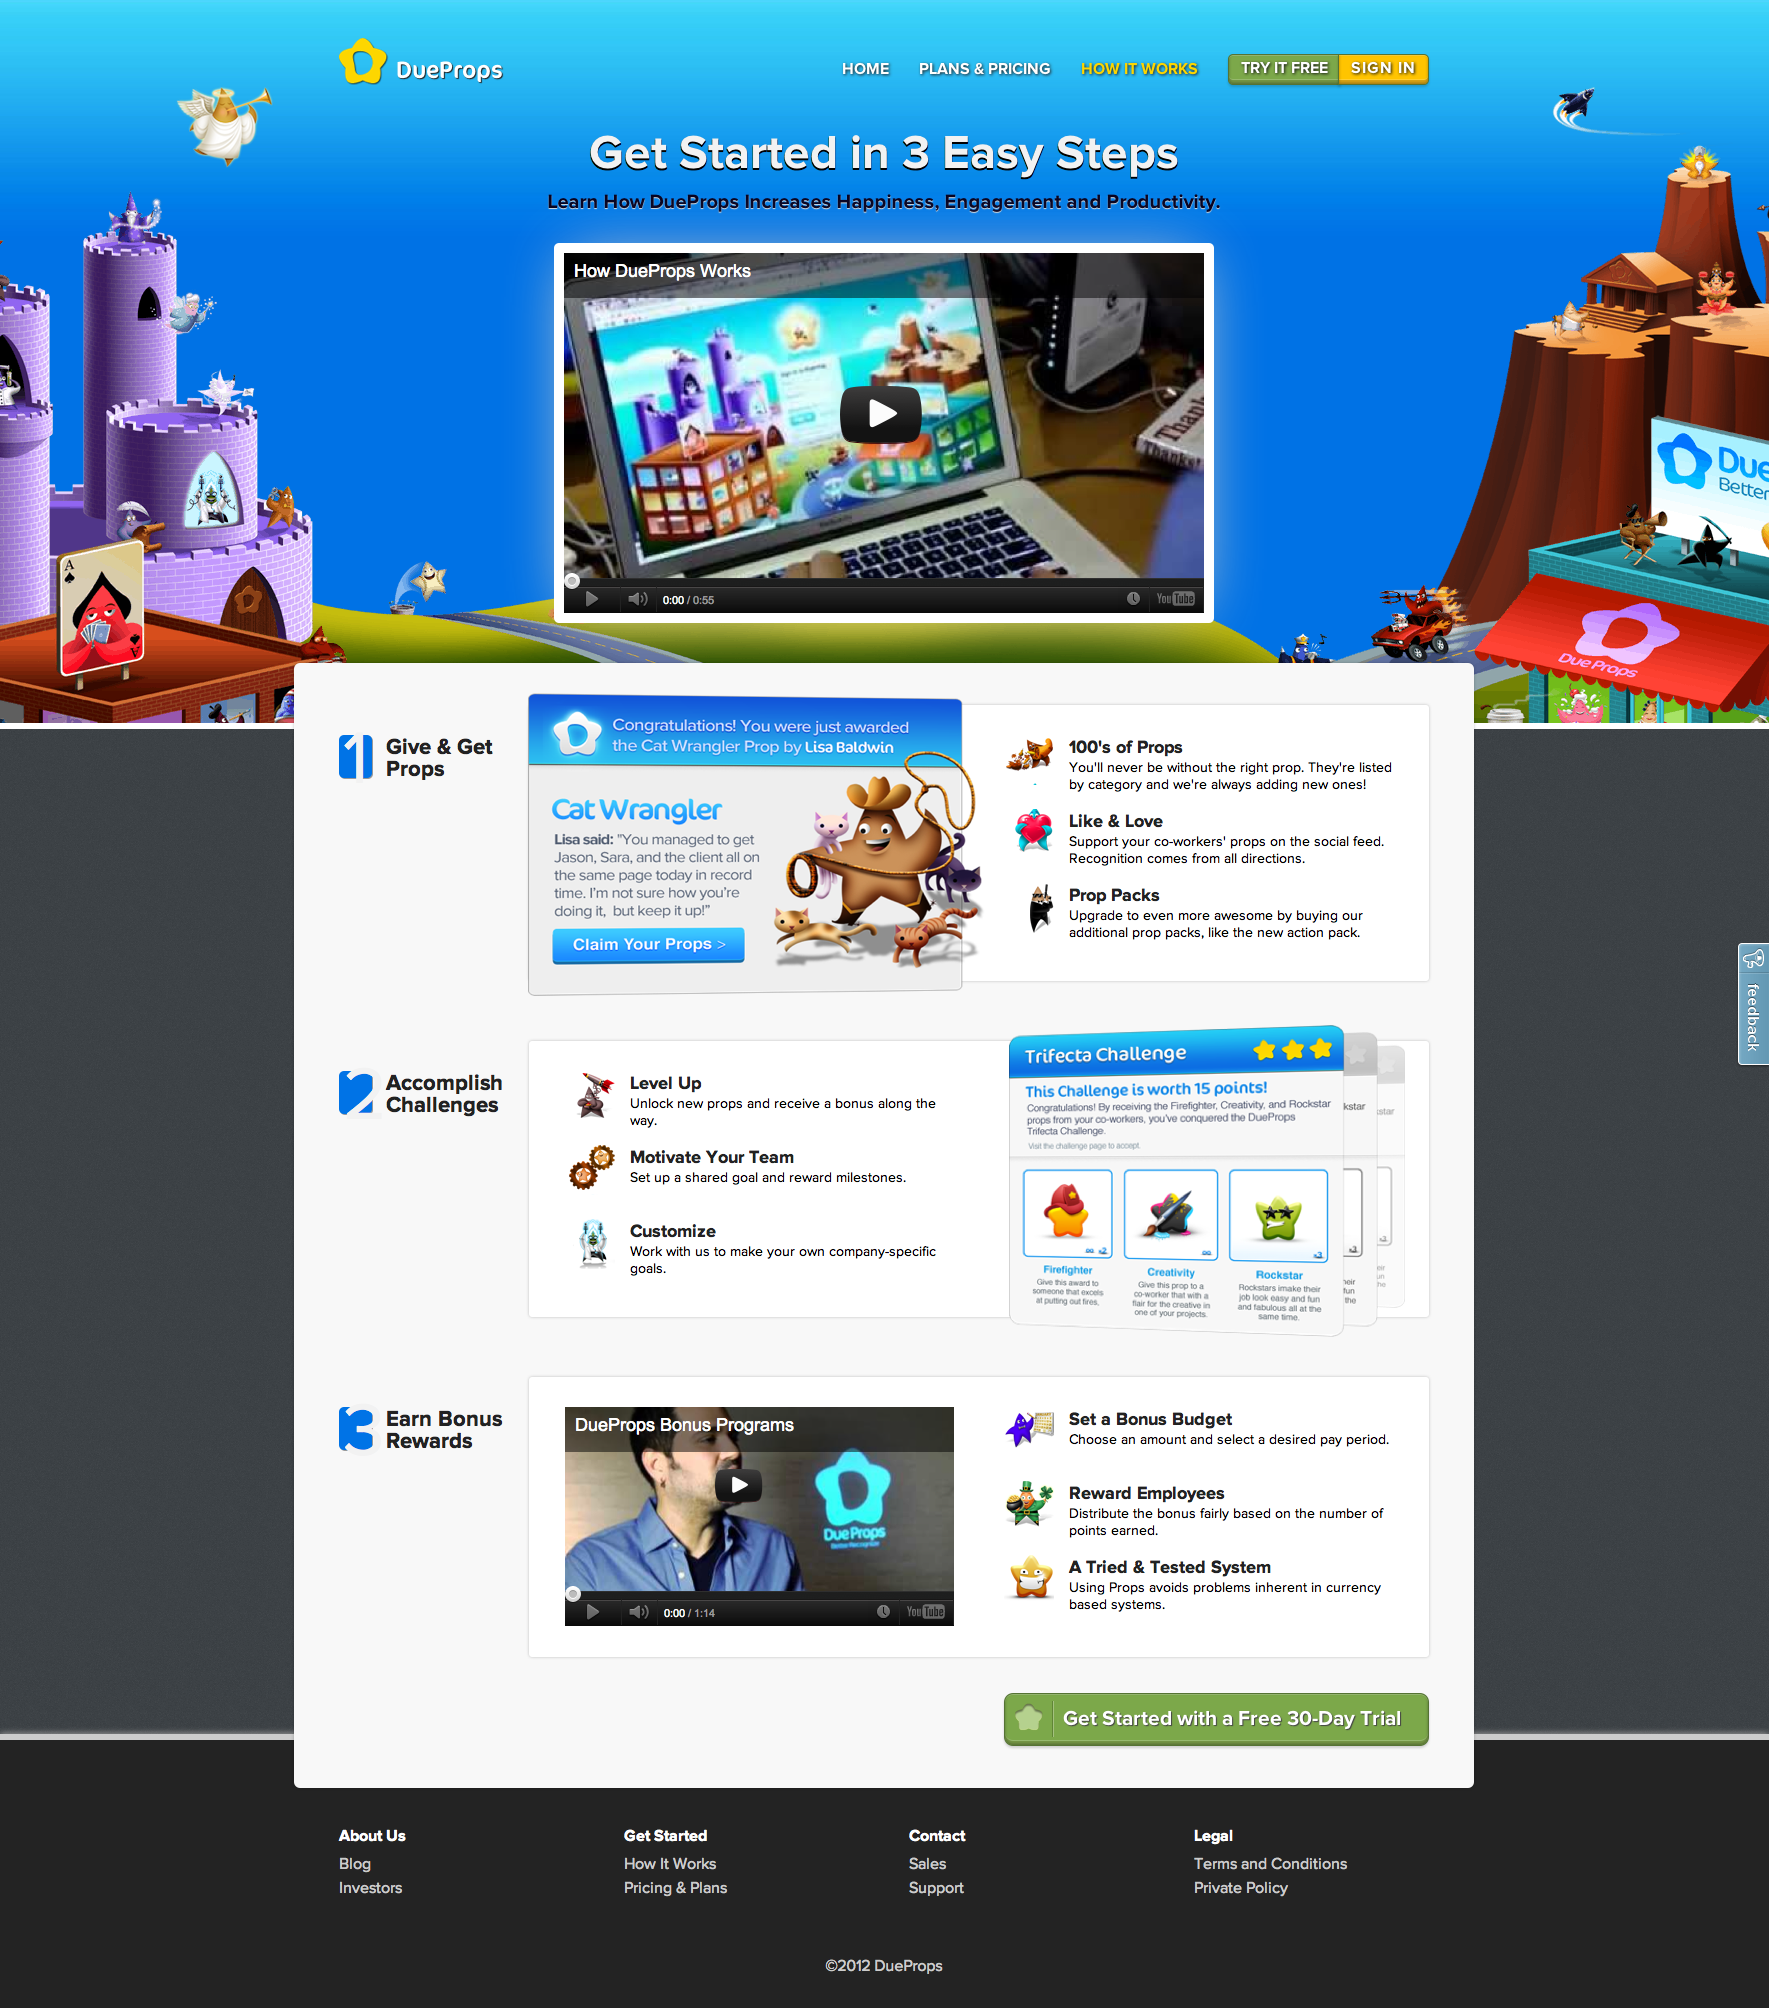 DueProps
HOME
PLANS & PRICING
HOW IT WORKS
TRY IT FREE
SIGN IN
Get Started in 3 Easy Steps
Learn How DueProps Increases Happiness, Engagement and Productivity.
How DueProps Works
Thank
Due
Better
A
A
DueProps
0:00 / 0:55
YouTube
1 Give & Get
Props
Congratulations! You were just awarded
the Cat Wrangler Prop by Lisa Baldwin
Cat Wrangler
Lisa said: "You managed to get
Jason, Sara, and the client all on
the same page today in record
time. I'm not sure how you're
doing it, but keep it up!"
Claim Your Props >
100's of Props
You'll never be without the right prop. They're listed
by category and we're always adding new ones!
Like & Love
Support your co-workers' props on the social feed.
Recognition comes from all directions.
Prop Packs
Upgrade to even more awesome by buying our
additional prop packs, like the new action pack.
feedback
2 Accomplish
Challenges
Level Up
Unlock new props and receive a bonus along the
way.
Motivate Your Team
Set up a shared goal and reward milestones.
Customize
Work with us to make your own company-specific
goals.
Trifecta Challenge
This Challenge is worth 15 points!
Congratulations! By receiving the Firefighter, Creativity, and Rockstar
props from your co-workers, you've conquered the DueProps
Trifecta Challenge.
Visit the challenge page to accept.
kstar
star
∞ x2
∞
x3
x3
x3
Firefighter
Give this award to
someone that excels
at putting out fires.
Creativity
Give this prop to a
co-worker that with a
flair for the creative in
one of your projects.
Rockstar
Rockstars make their
job look easy and fun
and fabulous all at the
same time.
heir
fun
the
3 Earn Bonus
Rewards
DueProps Bonus Programs
DueProps
Better Recognize
0:00 / 1:14
YouTube
Set a Bonus Budget
Choose an amount and select a desired pay period.
Reward Employees
Distribute the bonus fairly based on the number of
points earned.
A Tried & Tested System
Using Props avoids problems inherent in currency
based systems.
Get Started with a Free 30-Day Trial
About Us
Blog
Investors
Get Started
How It Works
Pricing & Plans
Contact
Sales
Support
Legal
Terms and Conditions
Private Policy
©2012 DueProps